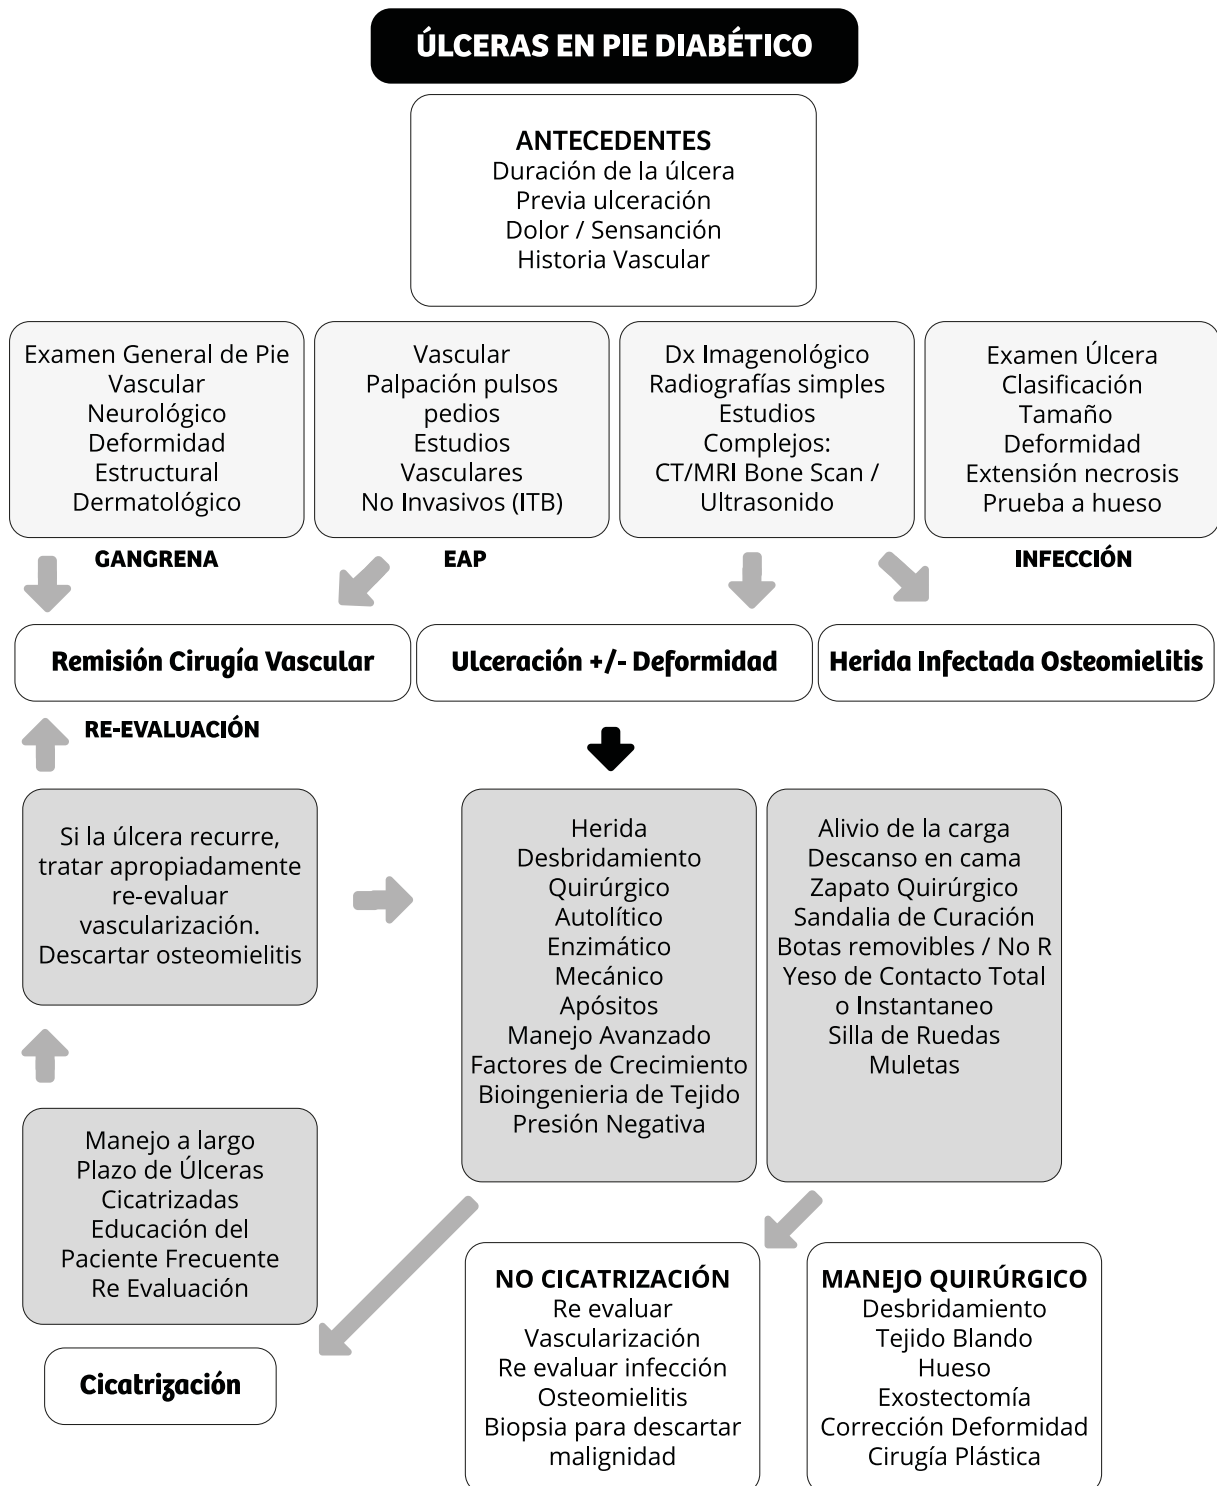 ÚLCERAS EN PIE DIABÉTICO
ANTECEDENTES
Duración de la úlcera
Previa ulceración
Dolor / Sensanción
Historia Vascular
Examen General de Pie
Vascular
Neurológico
Deformidad
Estructural
Dermatológico
Vascular
Palpación pulsos
pedios
Estudios
Vasculares
No Invasivos (ITB)
Dx Imagenológico
Radiografías simples
Estudios
Complejos:
CT/MRI Bone Scan /
Ultrasonido
Examen Úlcera
Clasificación
Tamaño
Deformidad
Extensión necrosis
Prueba a hueso
GANGRENA
EAP
INFECCIÓN
Remisión Cirugía Vascular
Ulceración +/- Deformidad
Herida Infectada Osteomielitis
RE-EVALUACIÓN
Si la úlcera recurre,
tratar apropiadamente
re-evaluar
vascularización.
Descartar osteomielitis
Herida
Desbridamiento
Quirúrgico
Autolítico
Enzimático
Mecánico
Apósitos
Manejo Avanzado
Factores de Crecimiento
Bioingenieria de Tejido
Presión Negativa
Alivio de la carga
Descanso en cama
Zapato Quirúrgico
Sandalia de Curación
Botas removibles / No R
Yeso de Contacto Total
o Instantaneo
Silla de Ruedas
Muletas
Manejo a largo
Plazo de Úlceras
Cicatrizadas
Educación del
Paciente Frecuente
Re Evaluación
Cicatrización
NO CICATRIZACIÓN
Re evaluar
Vascularización
Re evaluar infección
Osteomielitis
Biopsia para descartar
malignidad
MANEJO QUIRÚRGICO
Desbridamiento
Tejido Blando
Hueso
Exostectomía
Corrección Deformidad
Cirugía Plástica